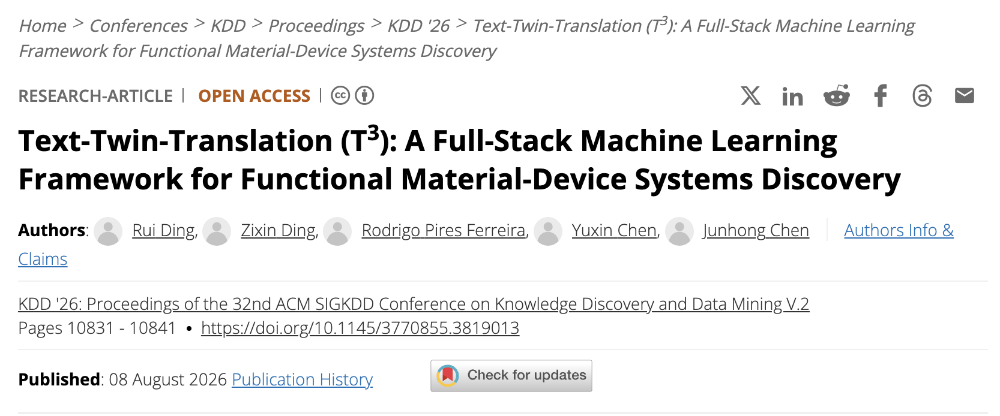 Home > Conferences > KDD > Proceedings > KDD '26 > Text-Twin-Translation (T³): A Full-Stack Machine Learning
Framework for Functional Material-Device Systems Discovery
RESEARCH-ARTICLE | OPEN ACCESS | cc
Text-Twin-Translation (T³): A Full-Stack Machine Learning
Framework for Functional Material-Device Systems Discovery
Authors: Rui Ding, Zixin Ding, Rodrigo Pires Ferreira, Yuxin Chen, Junhong Chen | Authors Info &
Claims
KDD '26: Proceedings of the 32nd ACM SIGKDD Conference on Knowledge Discovery and Data Mining V.2
Pages 10831 - 10841 • https://doi.org/10.1145/3770855.3819013
Published: 08 August 2026 Publication History Check for updates